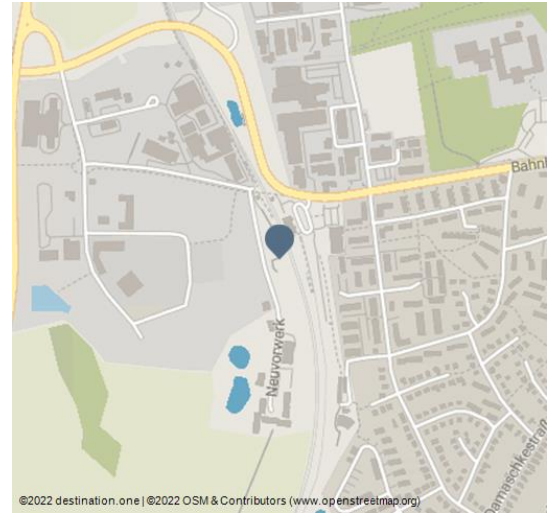 Bahnh
Neuvorwerk
Damaschkestraß
©2022 destination.one | ©2022 OSM & Contributors (www.openstreetmap.org)